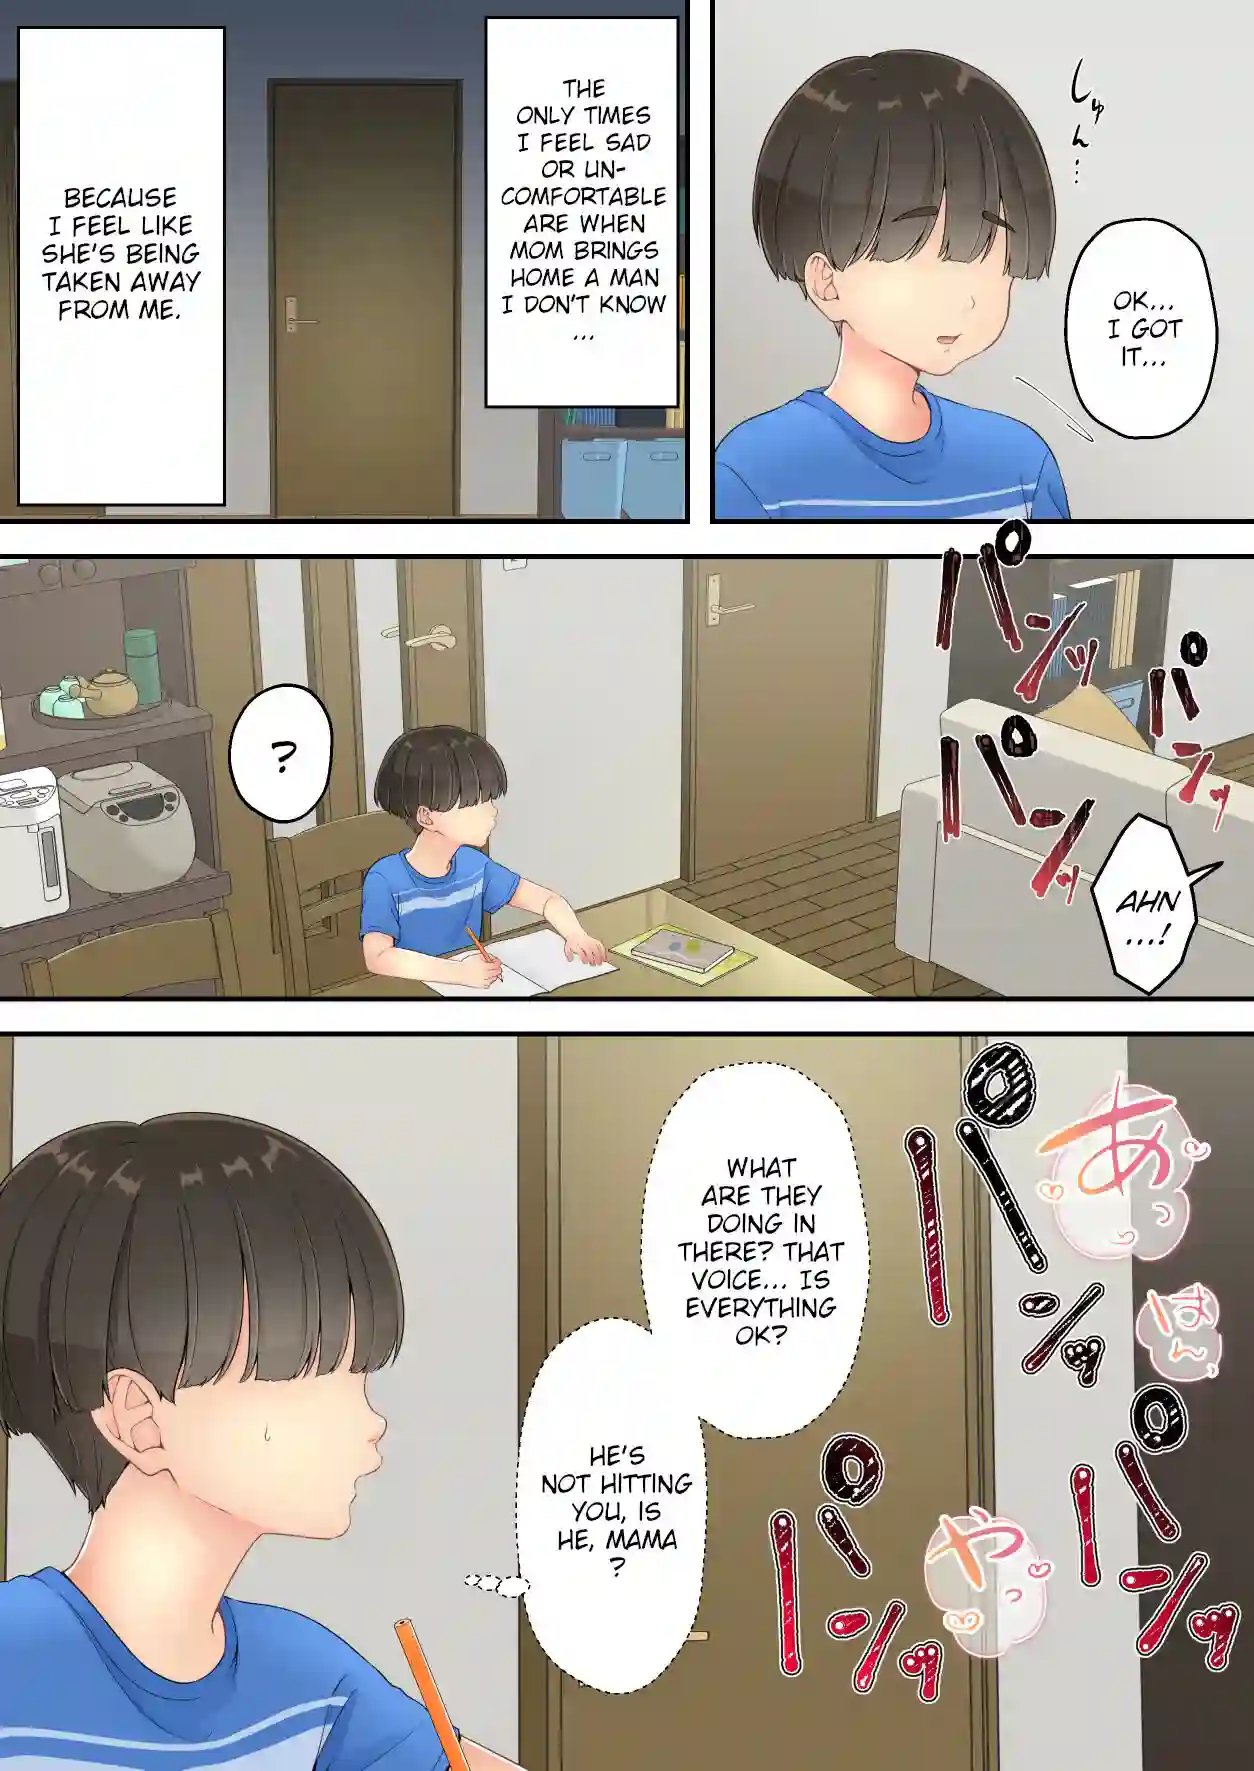 しゅん…
OK...
I GOT
IT...
THE
ONLY TIMES
I FEEL SAD
OR UN-
COMFORTABLE
ARE WHEN
MOM BRINGS
HOME A MAN
I DON'T KNOW
...
BECAUSE
I FEEL LIKE
SHE'S BEING
TAKEN AWAY
FROM ME.
パンッ
パンッ
パンッ
?
AHN
...!
あっ
パンッ
はん
WHAT
ARE THEY
DOING IN
THERE? THAT
VOICE... IS
EVERYTHING
OK?
HE'S
NOT HITTING
YOU, IS
HE, MAMA
?
パンッ
やっ
パンッ